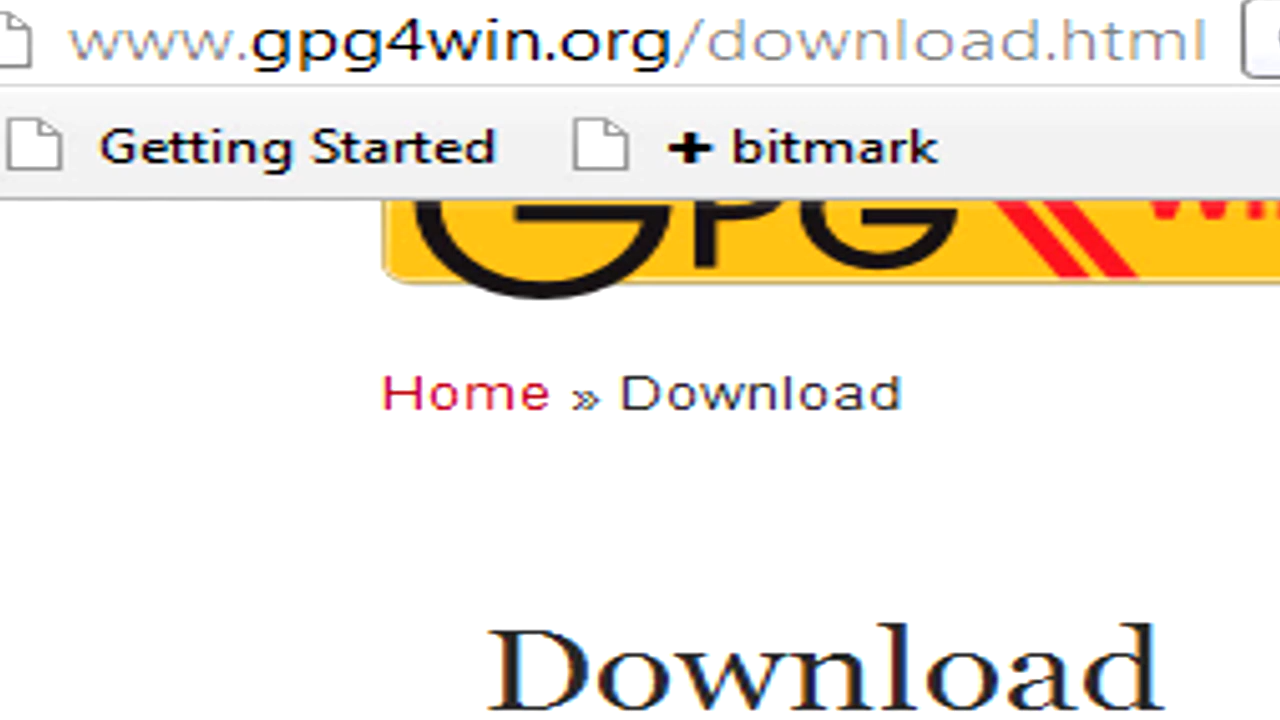 www.gpg4win.org/download.html
Getting Started + bitmark
GPG
Home » Download
Download